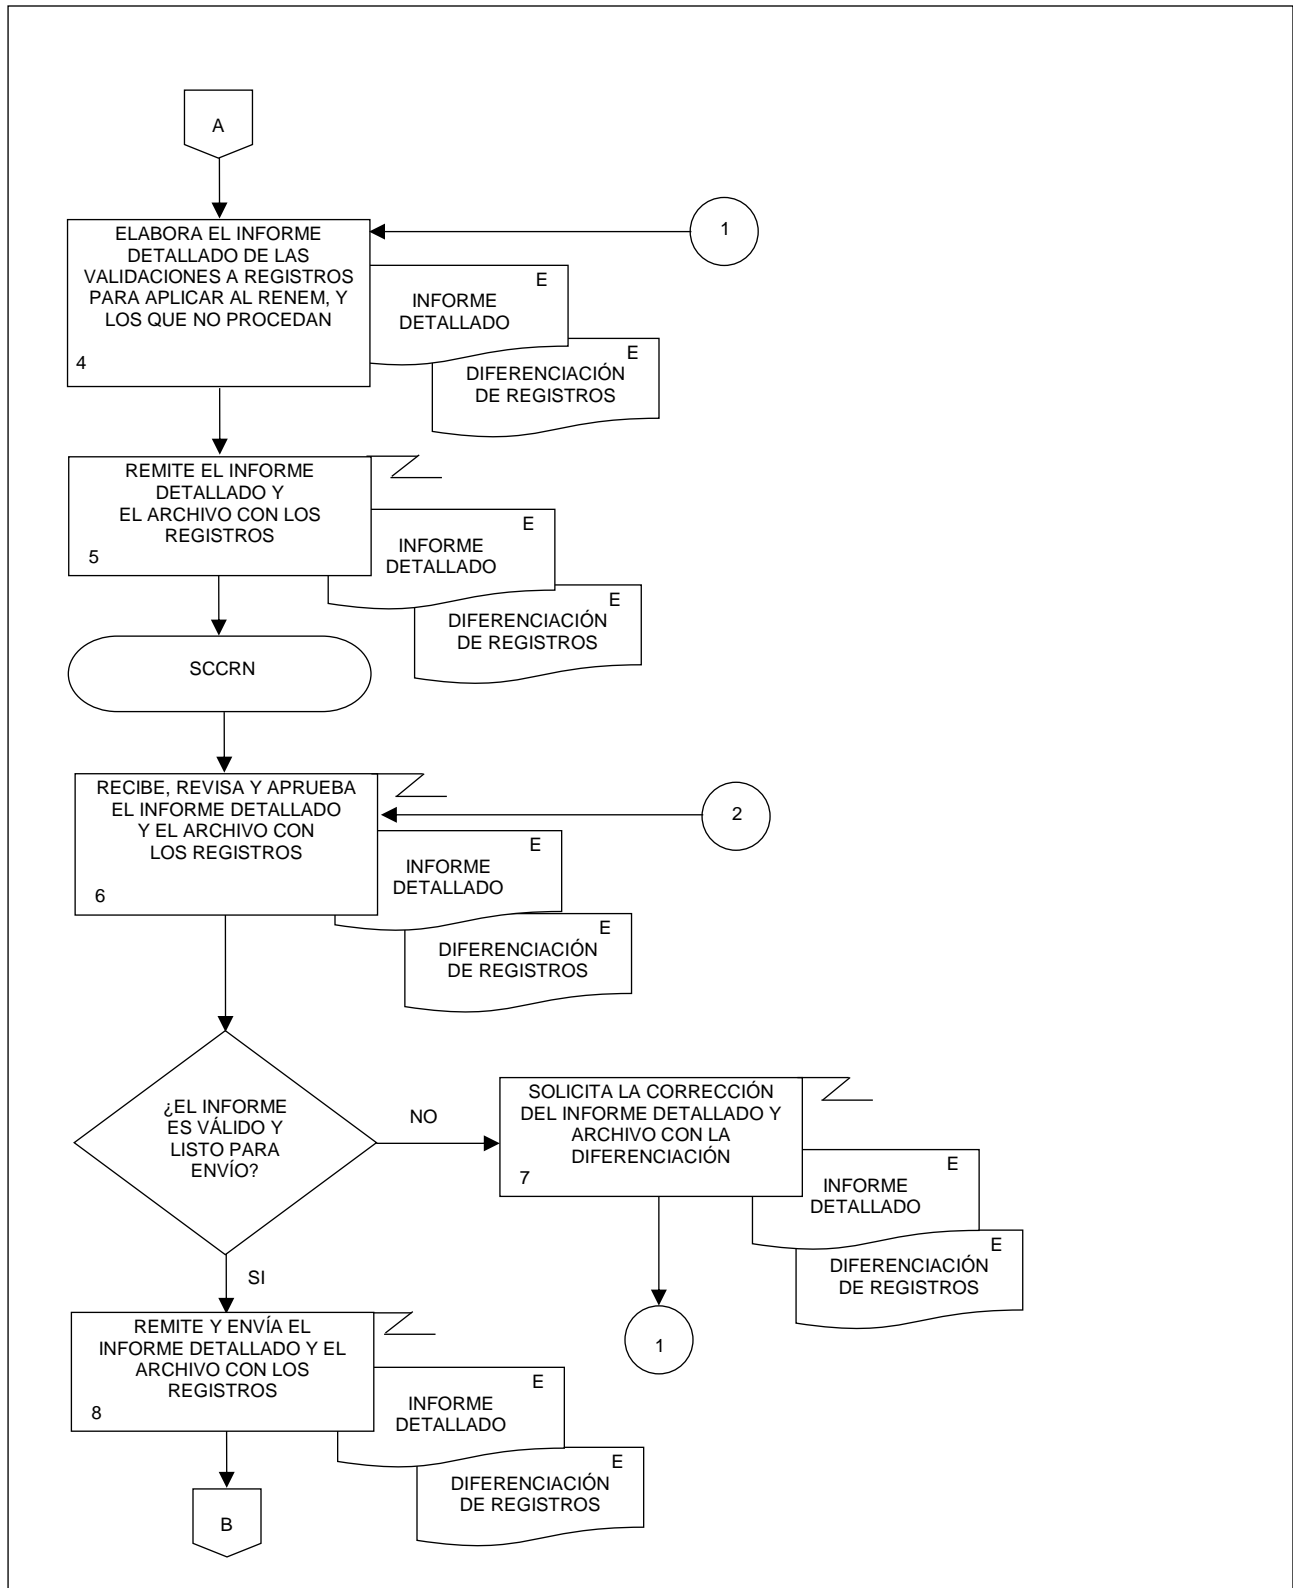 A
1
ELABORA EL INFORME
DETALLADO DE LAS
VALIDACIONES A REGISTROS
PARA APLICAR AL RENEM, Y
LOS QUE NO PROCEDAN
4
E
INFORME
DETALLADO
E
DIFERENCIACIÓN
DE REGISTROS
REMITE EL INFORME
DETALLADO Y
EL ARCHIVO CON LOS
REGISTROS
5
E
INFORME
DETALLADO
E
DIFERENCIACIÓN
DE REGISTROS
SCCRN
RECIBE, REVISA Y APRUEBA
EL INFORME DETALLADO
Y EL ARCHIVO CON
LOS REGISTROS
6
2
E
INFORME
DETALLADO
E
DIFERENCIACIÓN
DE REGISTROS
¿EL INFORME
ES VÁLIDO Y
LISTO PARA
ENVÍO?
NO
SOLICITA LA CORRECCIÓN
DEL INFORME DETALLADO Y
ARCHIVO CON LA
DIFERENCIACIÓN
7
E
INFORME
DETALLADO
E
DIFERENCIACIÓN
DE REGISTROS
1
SI
REMITE Y ENVÍA EL
INFORME DETALLADO Y EL
ARCHIVO CON LOS
REGISTROS
8
E
INFORME
DETALLADO
E
DIFERENCIACIÓN
DE REGISTROS
B